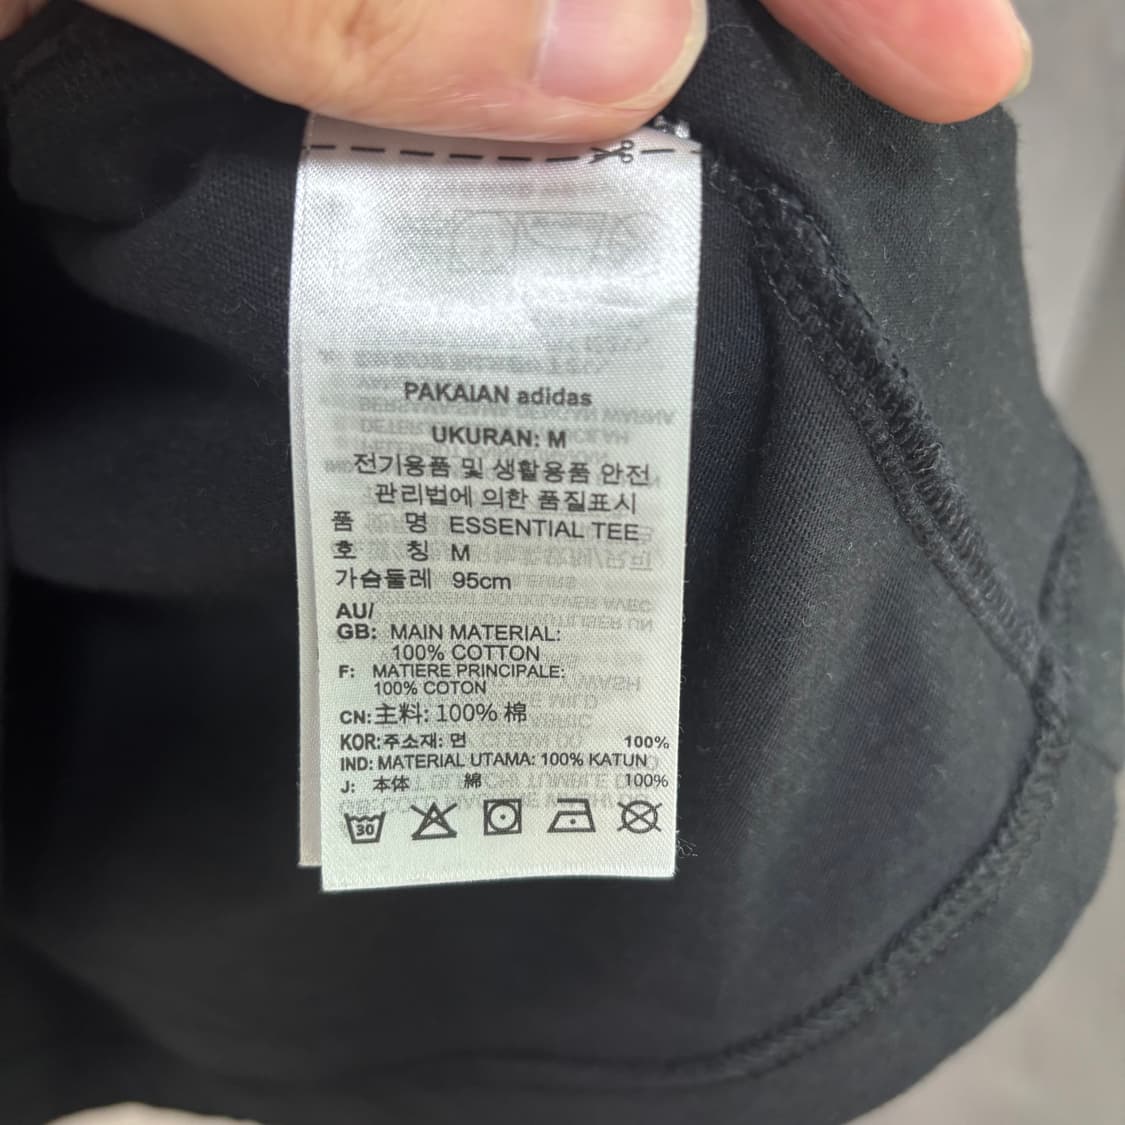 PAKAIAN adidas
UKURAN: M
전기용품 및 생활용품 안전
관리법에 의한 품질표시
품 명 ESSENTIAL TEE
호 칭 M
가슴둘레 95cm
AU/
GB: MAIN MATERIAL:
100% COTTON
F: MATIERE PRINCIPALE:
100% COTON
CN:主料: 100% 棉
KOR:주소재: 면 100%
IND: MATERIAL UTAMA: 100% KATUN
J: 本体 綿 100%
30